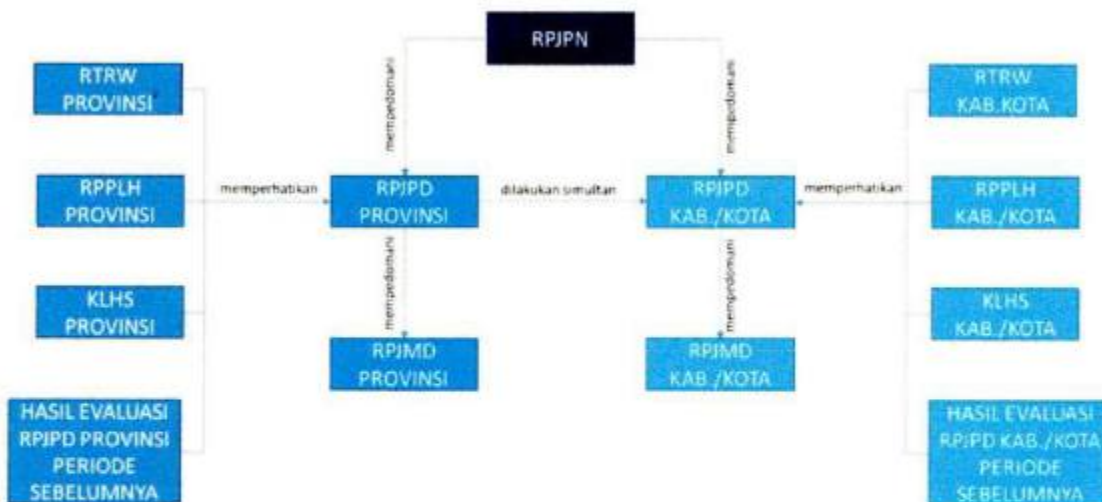 RPJPN
RTRW
PROVINSI
RTRW
KAB.KOTA
mempedomani
mempedomani
RPPLH
PROVINSI
memperhatikan
RPJPD
PROVINSI
dilakukan simultan
RPJPD
KAB./KOTA
memperhatikan
RPPLH
KAB./KOTA
mempedomani
mempedomani
KLHS
PROVINSI
KLHS
KAB./KOTA
RPJMD
PROVINSI
RPJMD
KAB./KOTA
HASIL EVALUASI
RPJPD PROVINSI
PERIODE
SEBELUMNYA
HASIL EVALUASI
RPJPD KAB./KOTA
PERIODE
SEBELUMNYA